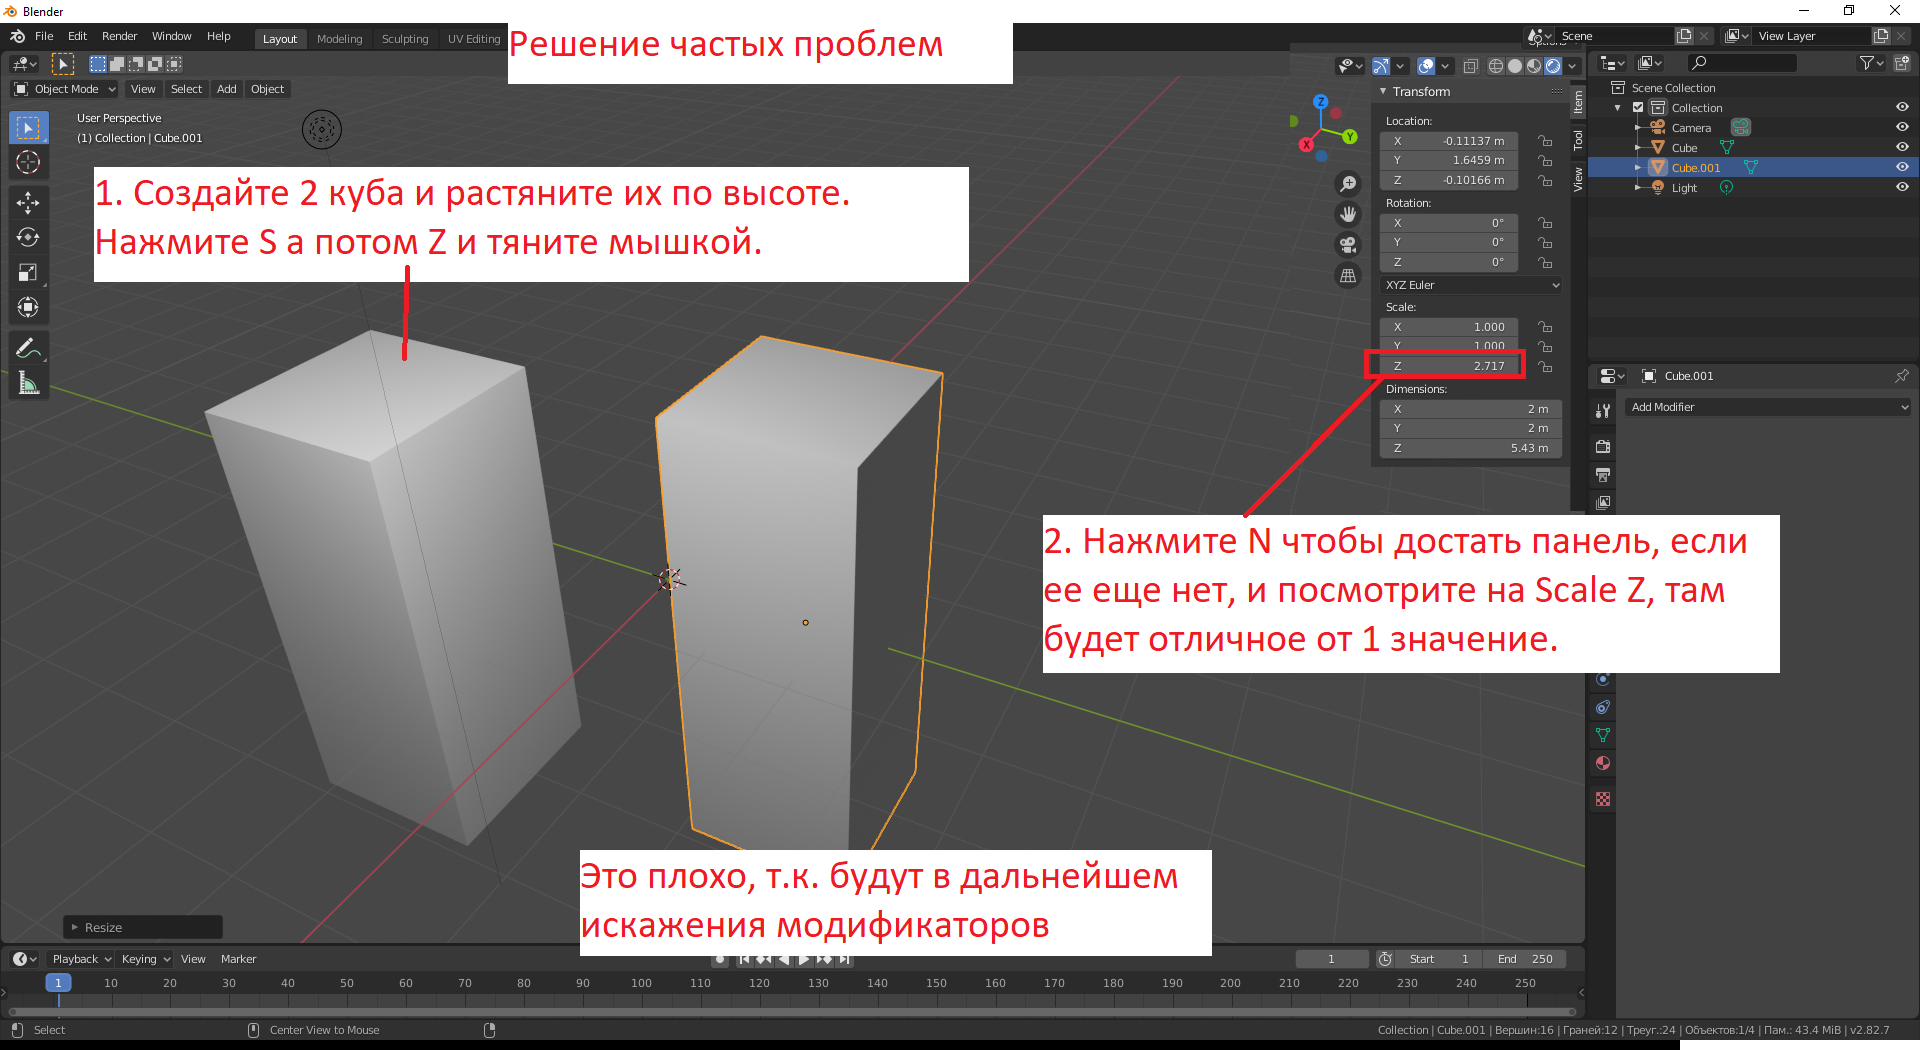 Blender
File Edit Render Window Help Layout Modeling Sculpting UV Editing
Решение частых проблем
Scene View Layer
Options
Object Mode View Select Add Object
User Perspective
(1) Collection | Cube.001
1. Создайте 2 куба и растяните их по высоте.
Нажмите S а потом Z и тяните мышкой.
Z
Y
X
Transform
Location:
X -0.11137 m
Y 1.6459 m
Z -0.10166 m
Rotation:
X 0°
Y 0°
Z 0°
XYZ Euler
Scale:
X 1.000
Y 1.000
Z 2.717
Dimensions:
X 2 m
Y 2 m
Z 5.43 m
Item
Tool
View
Scene Collection
Collection
Camera
Cube
Cube.001
Light
Cube.001
Add Modifier
2. Нажмите N чтобы достать панель, если
ее еще нет, и посмотрите на Scale Z, там
будет отличное от 1 значение.
Это плохо, т.к. будут в дальнейшем
искажения модификаторов
Resize
Playback Keying View Marker 1 Start 1 End 250
1 10 20 30 40 50 60 70 80 90 100 110 120 130 140 150 160 170 180 190 200 210 220 230 240 250
Select Center View to Mouse Collection | Cube.001 | Вершин:16 | Граней:12 | Треуг.:24 | Объектов:1/4 | Пам.: 43.4 MiB | v2.82.7